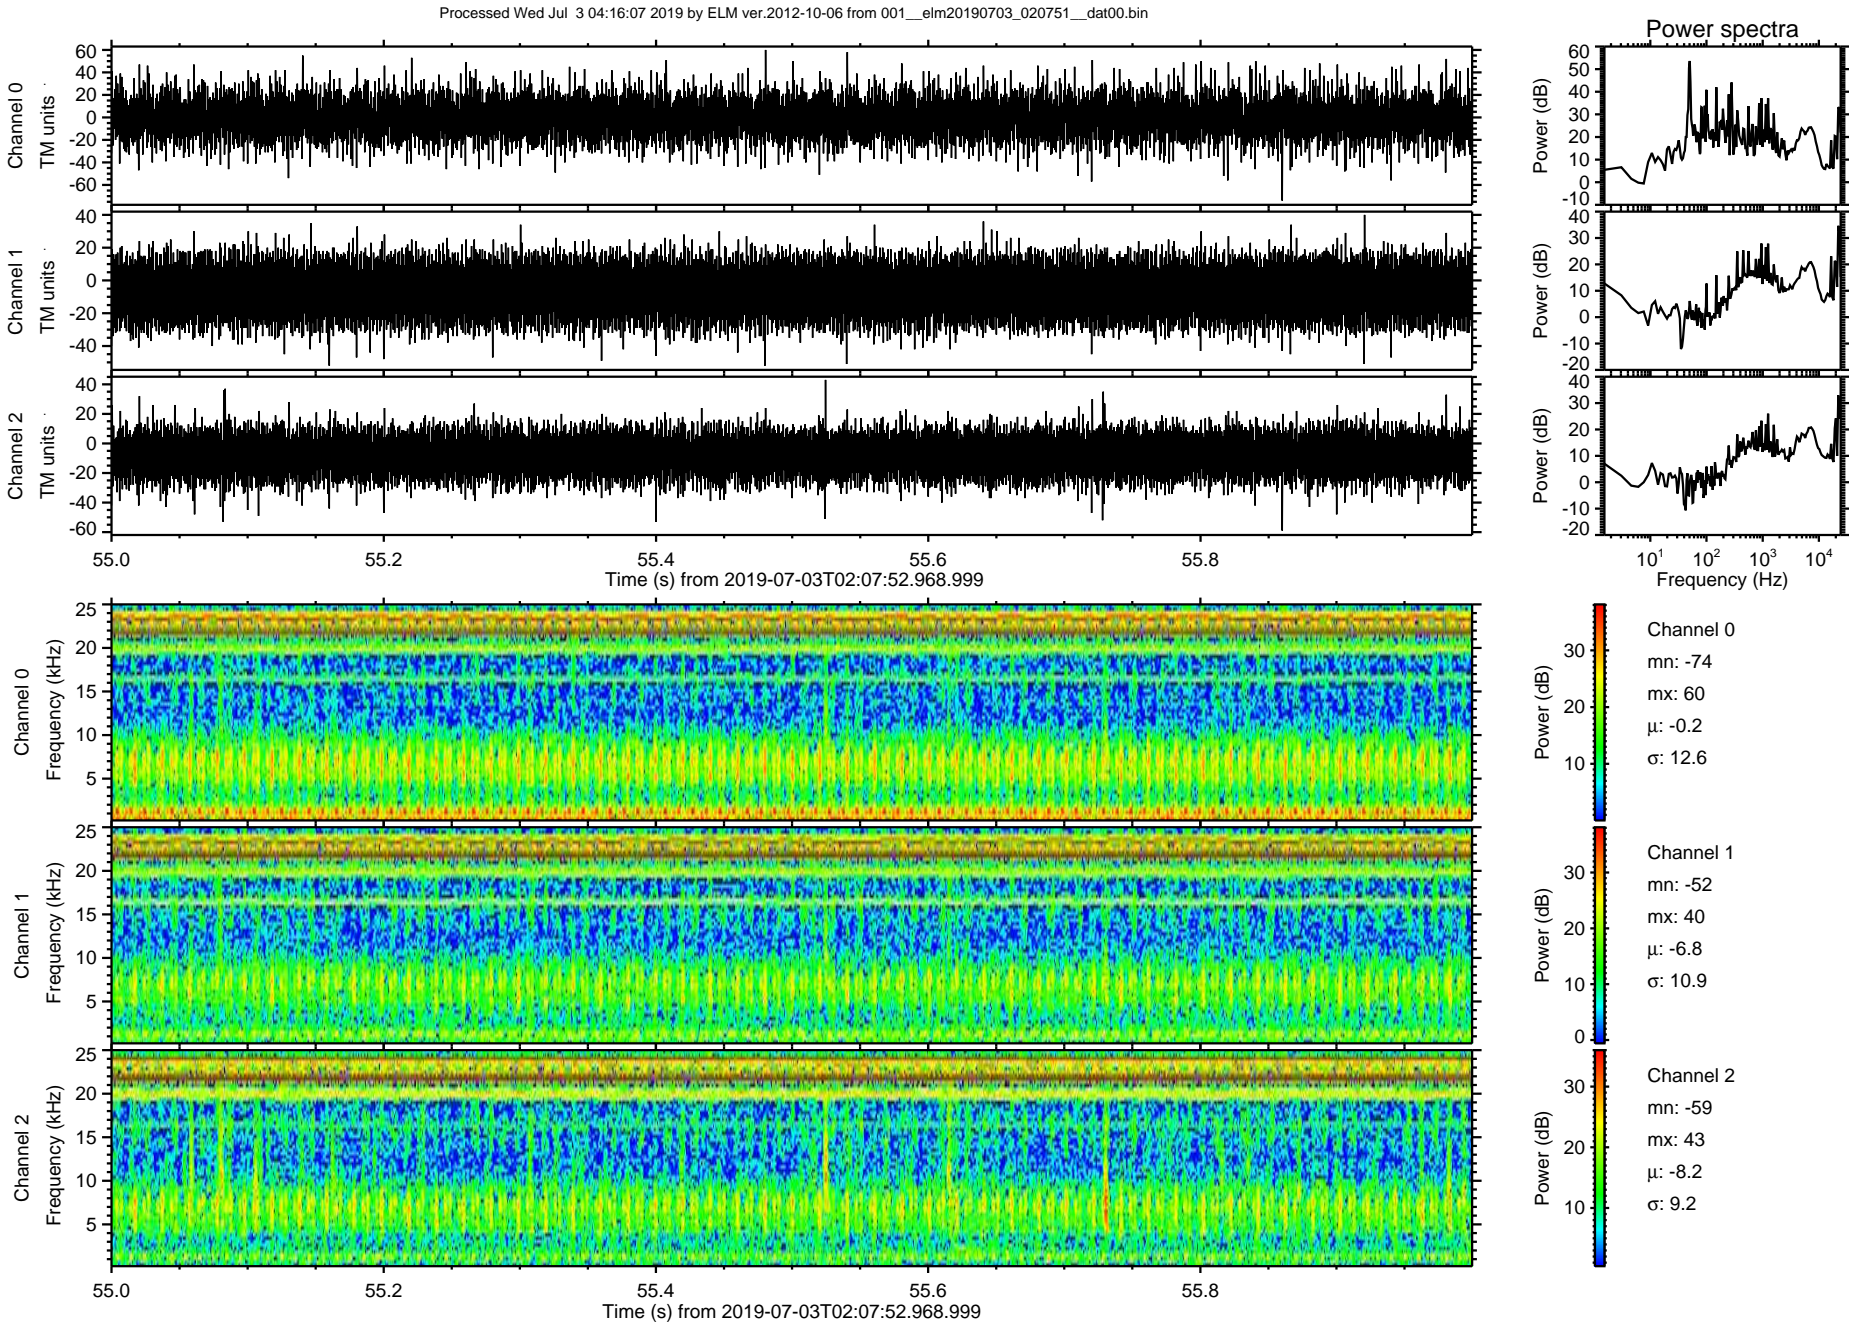 Processed Wed Jul  3 04:16:07 2019 by ELM ver.2012-10-06 from 001__elm20190703_020751__dat00.bin
Power spectra
Channel 0
TM units
60
40
20
0
-20
-40
-60
Power (dB)
60
50
40
30
20
10
0
-10
Channel 1
TM units
40
20
0
-20
-40
Power (dB)
40
30
20
10
0
-10
-20
Channel 2
TM units
40
20
0
-20
-40
-60
Power (dB)
40
30
20
10
0
-10
-20
55.0 55.2 55.4 55.6 55.8
Time (s) from 2019-07-03T02:07:52.968.999
10^1 10^2 10^3 10^4
Frequency (Hz)
Channel 0
Frequency (kHz)
25
20
15
10
5
Power (dB)
30
20
10
Channel 0
mn: -74
mx: 60
μ: -0.2
σ: 12.6
Channel 1
Frequency (kHz)
25
20
15
10
5
Power (dB)
30
20
10
0
Channel 1
mn: -52
mx: 40
μ: -6.8
σ: 10.9
Channel 2
Frequency (kHz)
25
20
15
10
5
Power (dB)
30
20
10
Channel 2
mn: -59
mx: 43
μ: -8.2
σ: 9.2
55.0 55.2 55.4 55.6 55.8
Time (s) from 2019-07-03T02:07:52.968.999